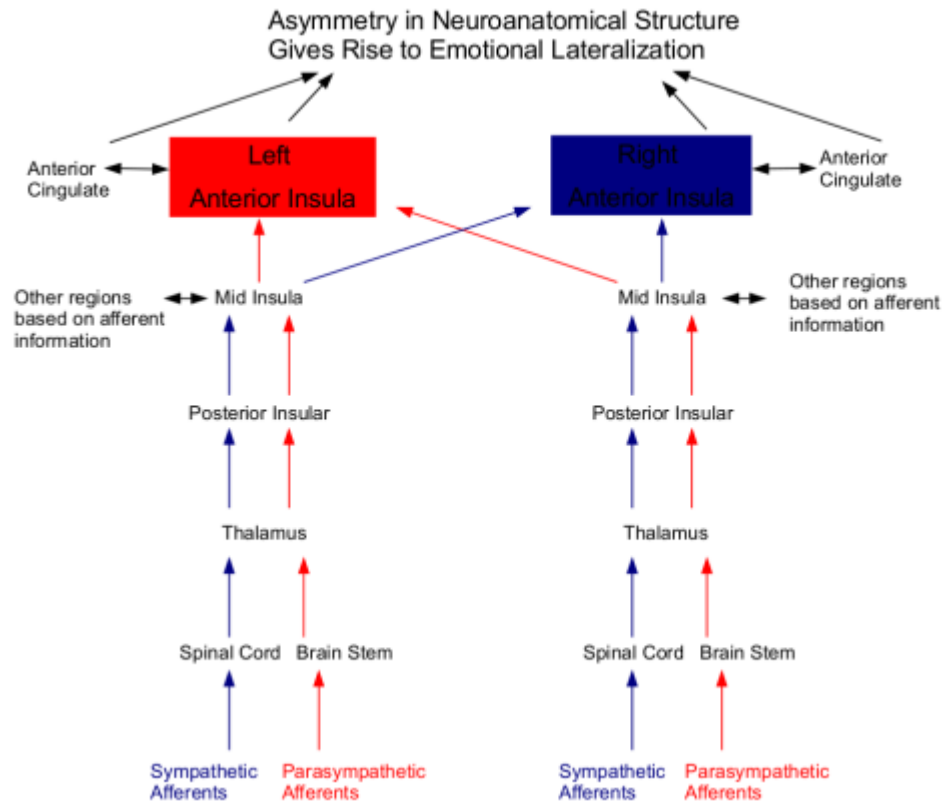 Asymmetry in Neuroanatomical Structure
Gives Rise to Emotional Lateralization
Anterior
Cingulate
Left
Anterior Insula
Right
Anterior Insula
Anterior
Cingulate
Other regions
based on afferent
information
Mid Insula
Mid Insula
Other regions
based on afferent
information
Posterior Insular
Posterior Insular
Thalamus
Thalamus
Spinal Cord
Brain Stem
Spinal Cord
Brain Stem
Sympathetic
Afferents
Parasympathetic
Afferents
Sympathetic
Afferents
Parasympathetic
Afferents